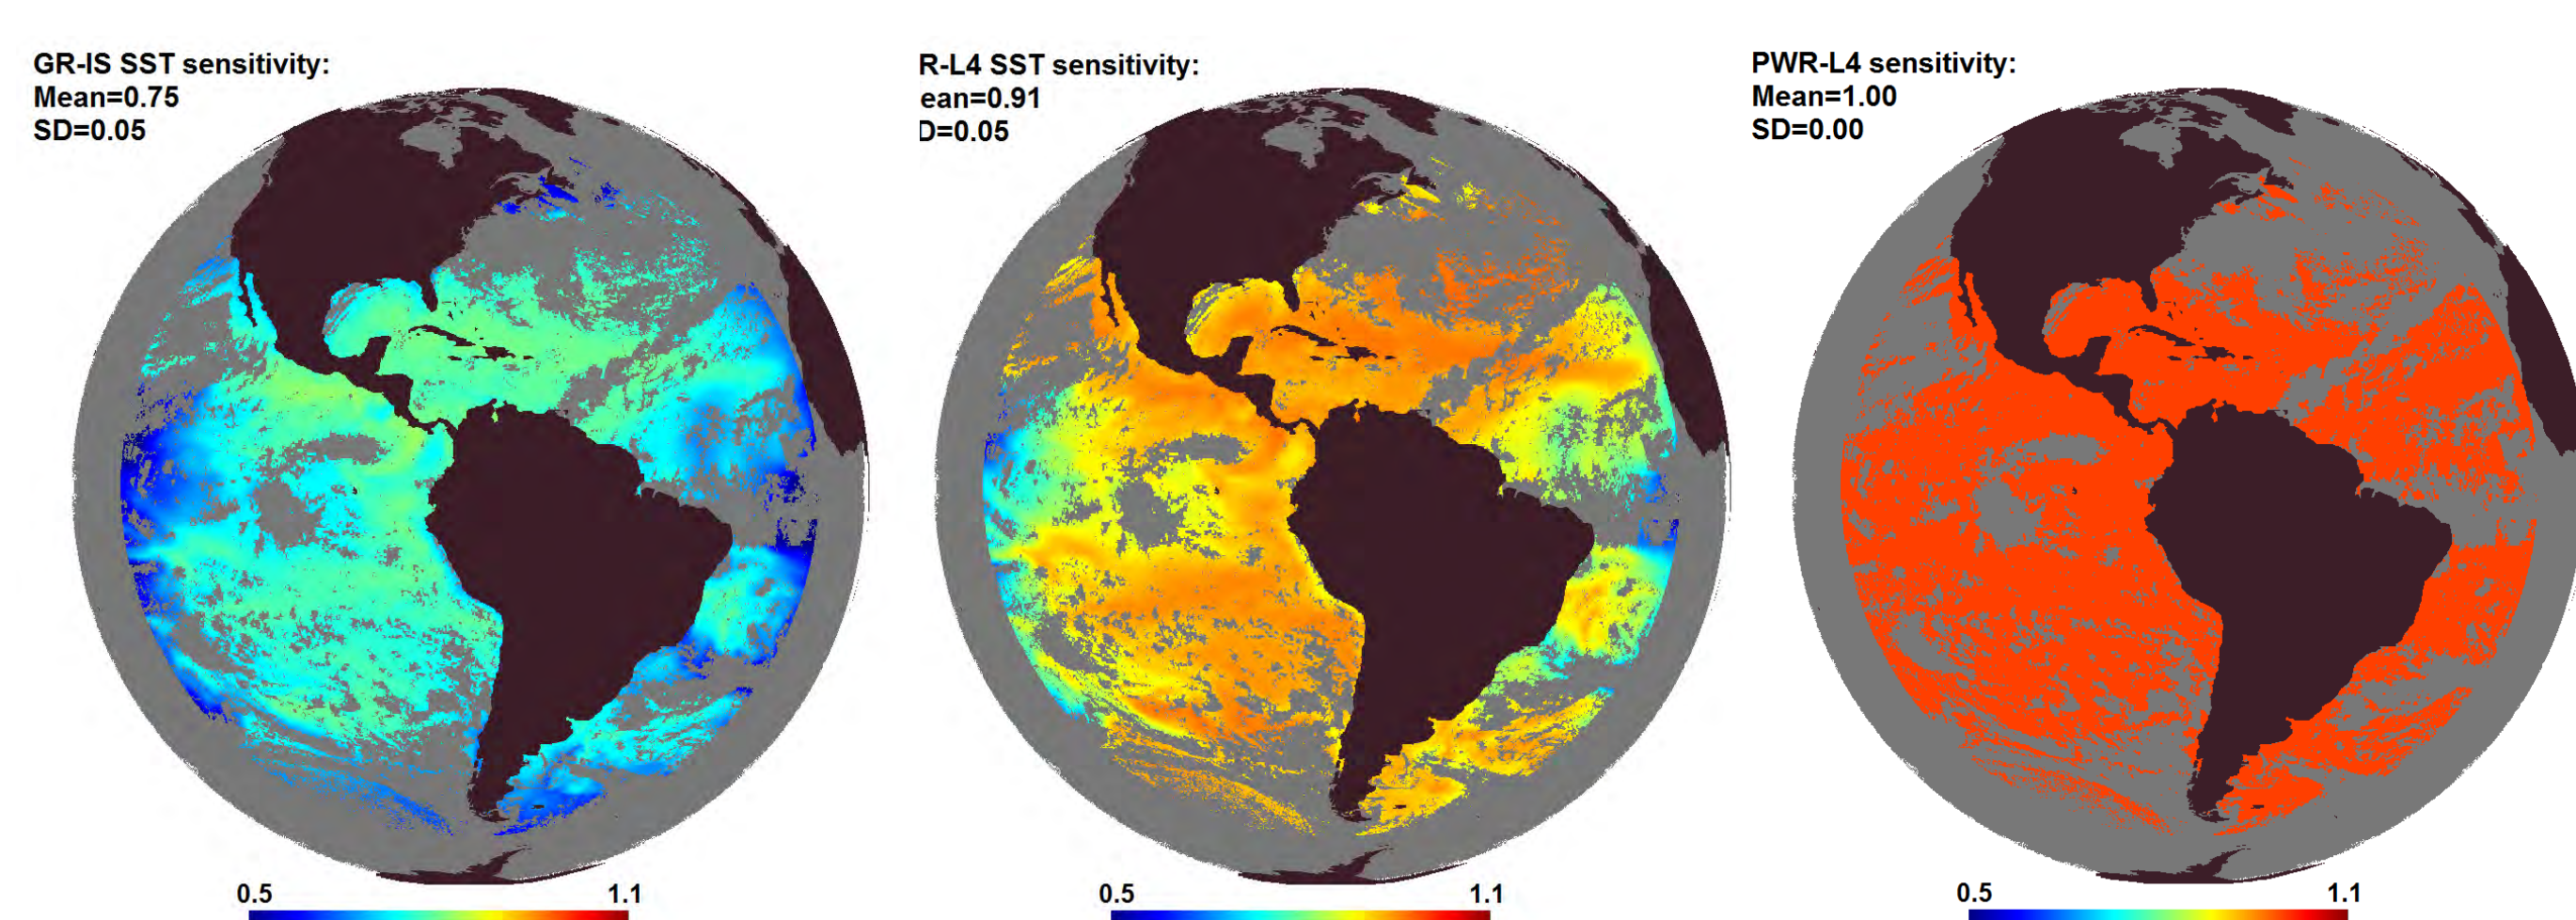 GR-IS SST sensitivity:
Mean=0.75
SD=0.05
R-L4 SST sensitivity:
ean=0.91
D=0.05
PWR-L4 sensitivity:
Mean=1.00
SD=0.00
0.5 1.1
0.5 1.1
0.5 1.1